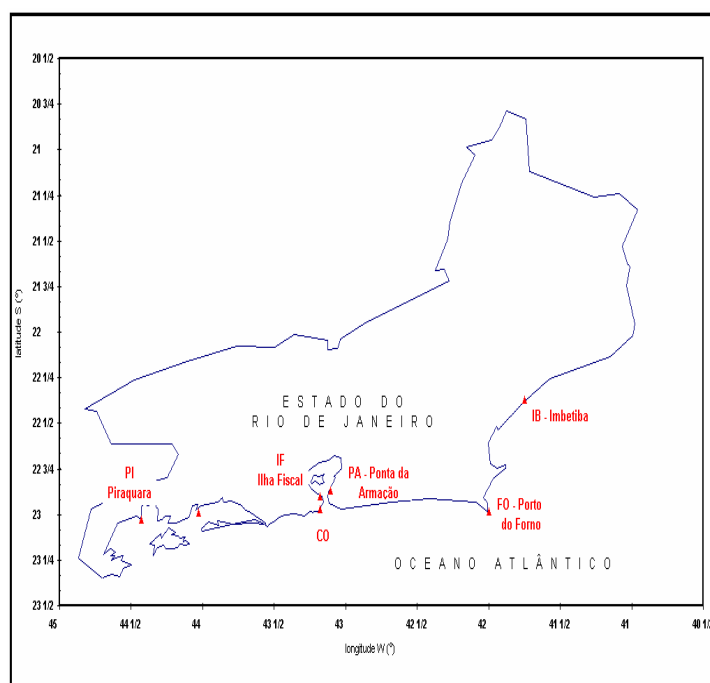 20 1/2
20 3/4
21
21 1/4
21 1/2
21 3/4
22
22 1/4
22 1/2
22 3/4
23
23 1/4
23 1/2
latitude S (°)
ESTADO DO
RIO DE JANEIRO
IB - Imbetiba
IF
Ilha Fiscal
PA - Ponta da
Armação
PI
Piraquara
FO - Porto
do Forno
CO
OCEANO ATLÂNTICO
45
44 1/2
44
43 1/2
43
42 1/2
42
41 1/2
41
40 1/2
longitude W (°)